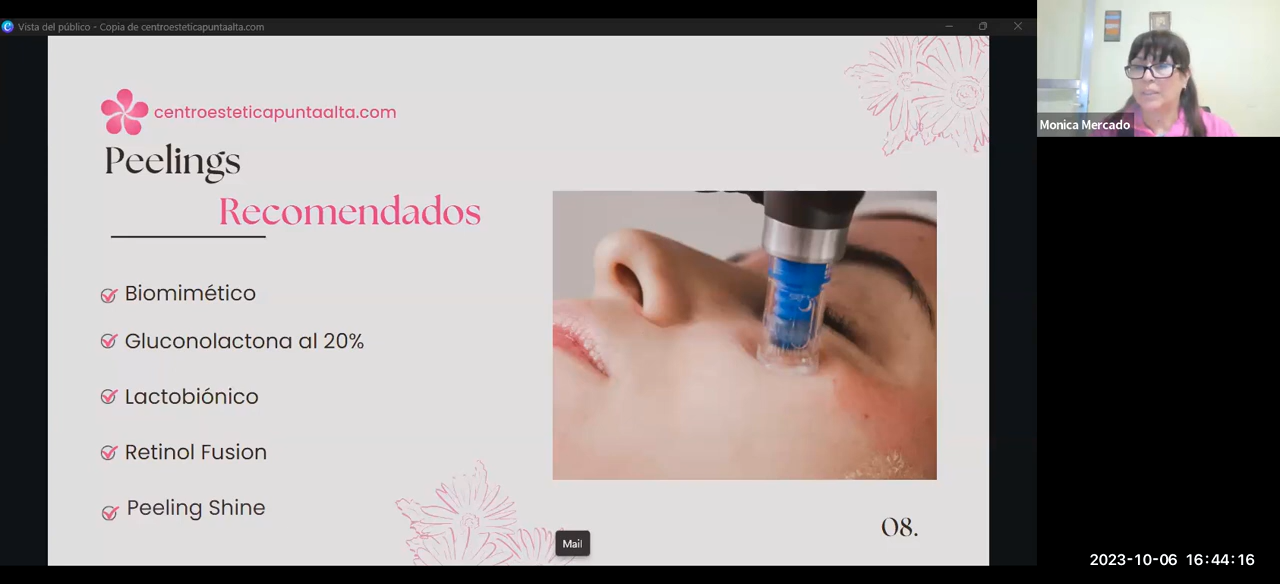 Vista del público - Copia de centroesteticapuntaalta.com
centroesteticapuntaalta.com
Peelings
Recomendados
Biomimético
Gluconolactona al 20%
Lactobiónico
Retinol Fusion
Peeling Shine
08.
Mail
Monica Mercado
2023-10-06 16:44:16